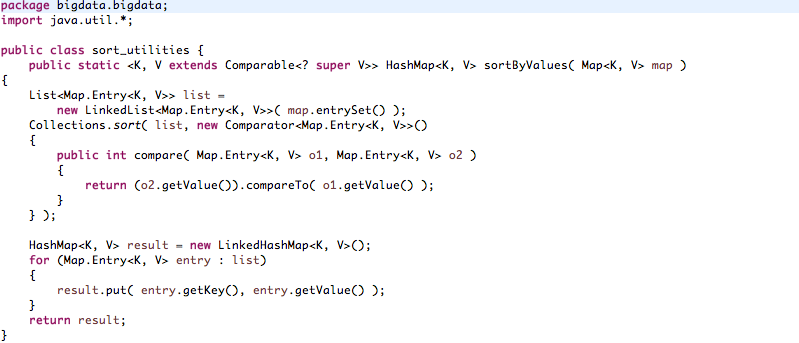 package bigdata.bigdata;
import java.util.*;
public class sort_utilities {
    public static <K, V extends Comparable<? super V>> HashMap<K, V> sortByValues( Map<K, V> map )
{
    List<Map.Entry<K, V>> list =
        new LinkedList<Map.Entry<K, V>>( map.entrySet() );
    Collections.sort( list, new Comparator<Map.Entry<K, V>>()
    {
        public int compare( Map.Entry<K, V> o1, Map.Entry<K, V> o2 )
        {
            return (o2.getValue()).compareTo( o1.getValue() );
        }
    } );
    HashMap<K, V> result = new LinkedHashMap<K, V>();
    for (Map.Entry<K, V> entry : list)
    {
        result.put( entry.getKey(), entry.getValue() );
    }
    return result;
}